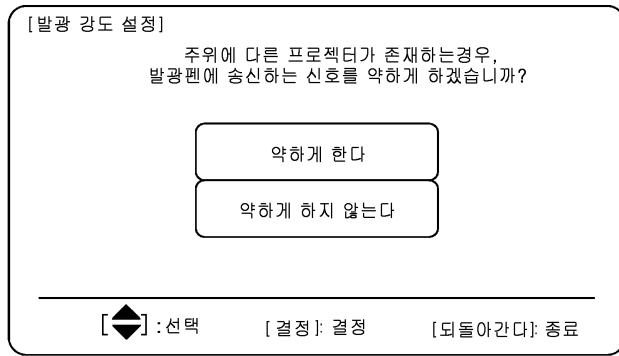 [발광 강도 설정]
주위에 다른 프로젝터가 존재하는경우,
발광펜에 송신하는 신호를 약하게 하겠습니까?
약하게 한다
약하게 하지 않는다
[◆] :선택 [결정]: 결정 [되돌아간다]: 종료